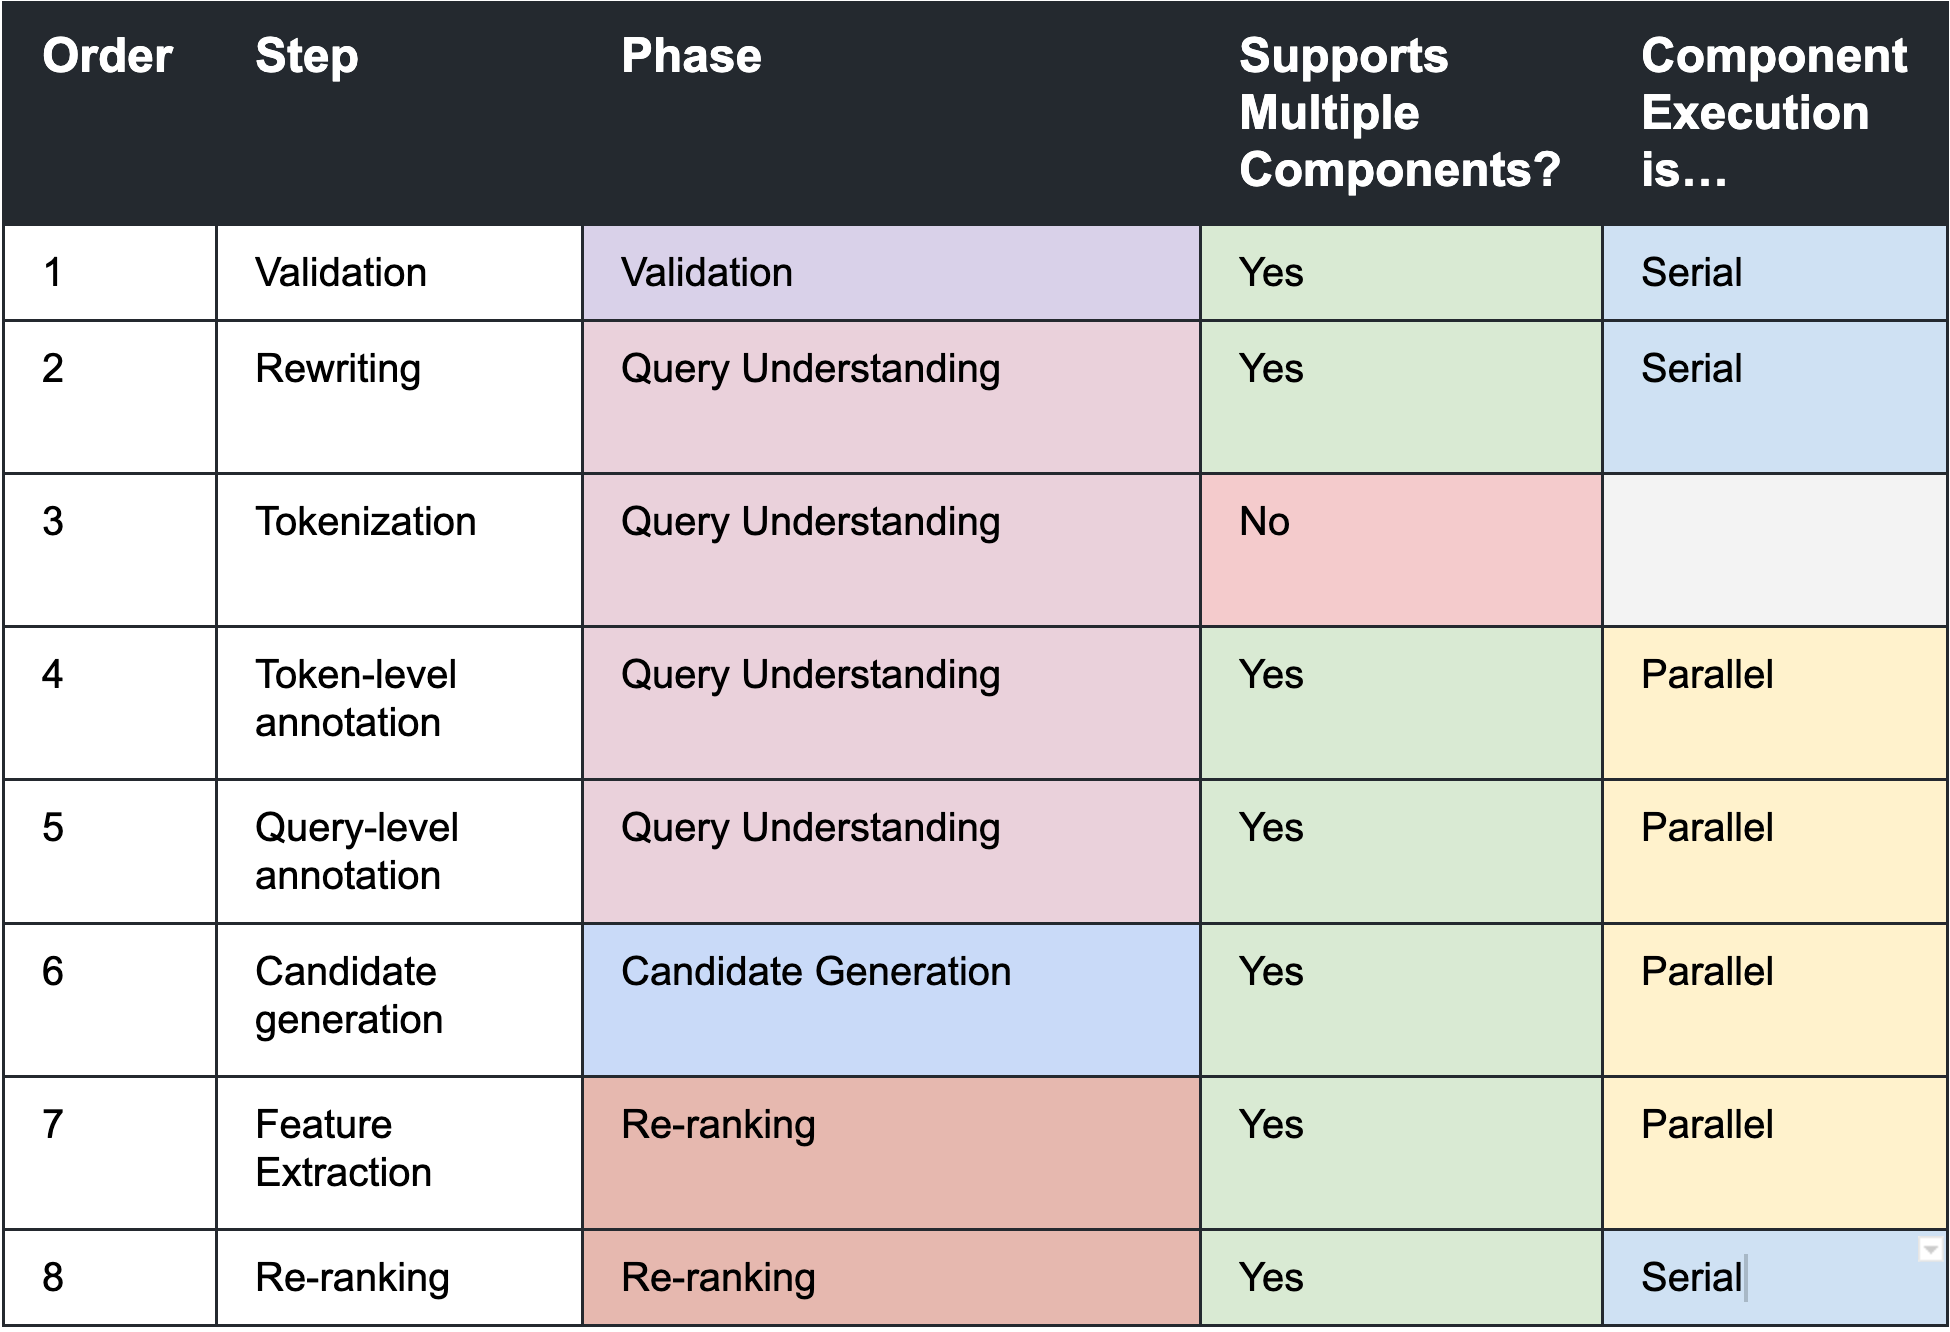 Order Step Phase Supports Multiple Components? Component Execution is…
1 Validation Validation Yes Serial
2 Rewriting Query Understanding Yes Serial
3 Tokenization Query Understanding No
4 Token-level annotation Query Understanding Yes Parallel
5 Query-level annotation Query Understanding Yes Parallel
6 Candidate generation Candidate Generation Yes Parallel
7 Feature Extraction Re-ranking Yes Parallel
8 Re-ranking Re-ranking Yes Serial